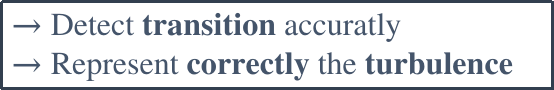 → Detect transition accuratly
→ Represent correctly the turbulence